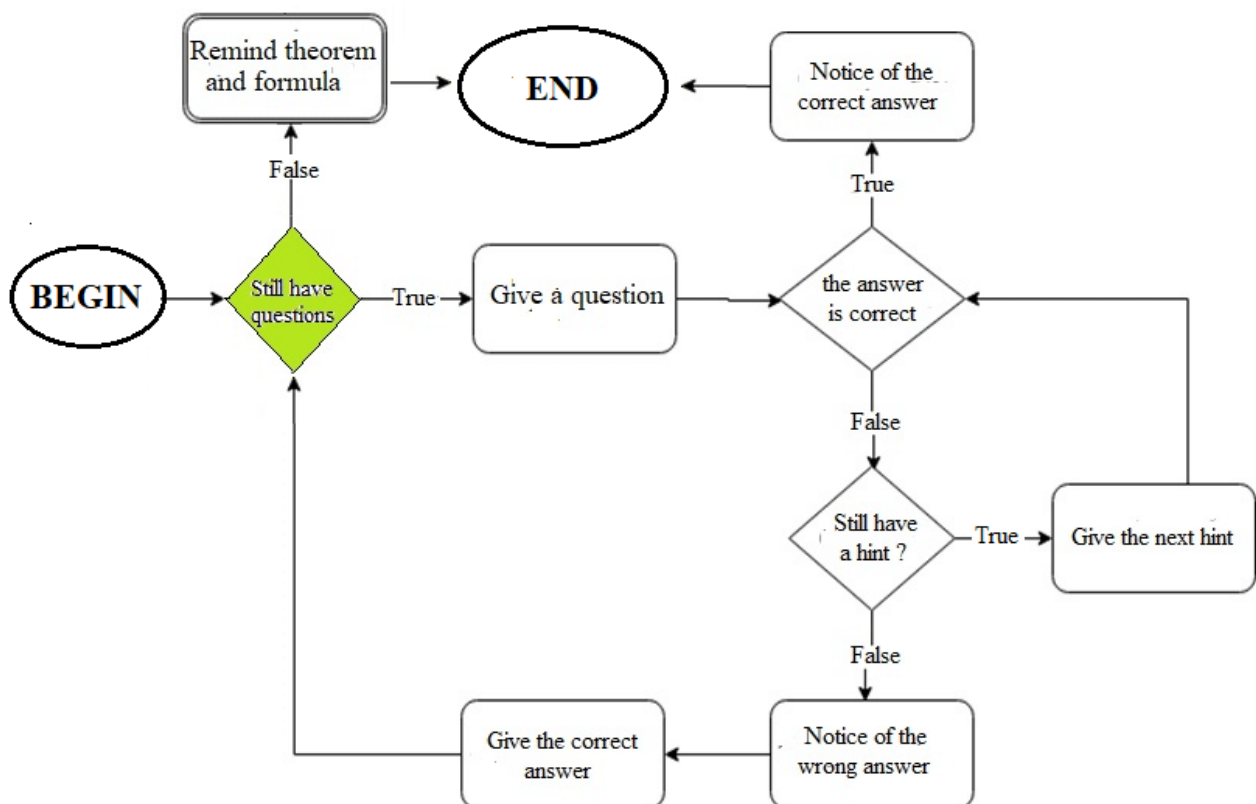 Remind theorem
and formula
END
Notice of the
correct answer
False
True
BEGIN
Still have
questions
True
Give a question
the answer
is correct
False
Still have
a hint ?
True
Give the next hint
False
Give the correct
answer
Notice of the
wrong answer